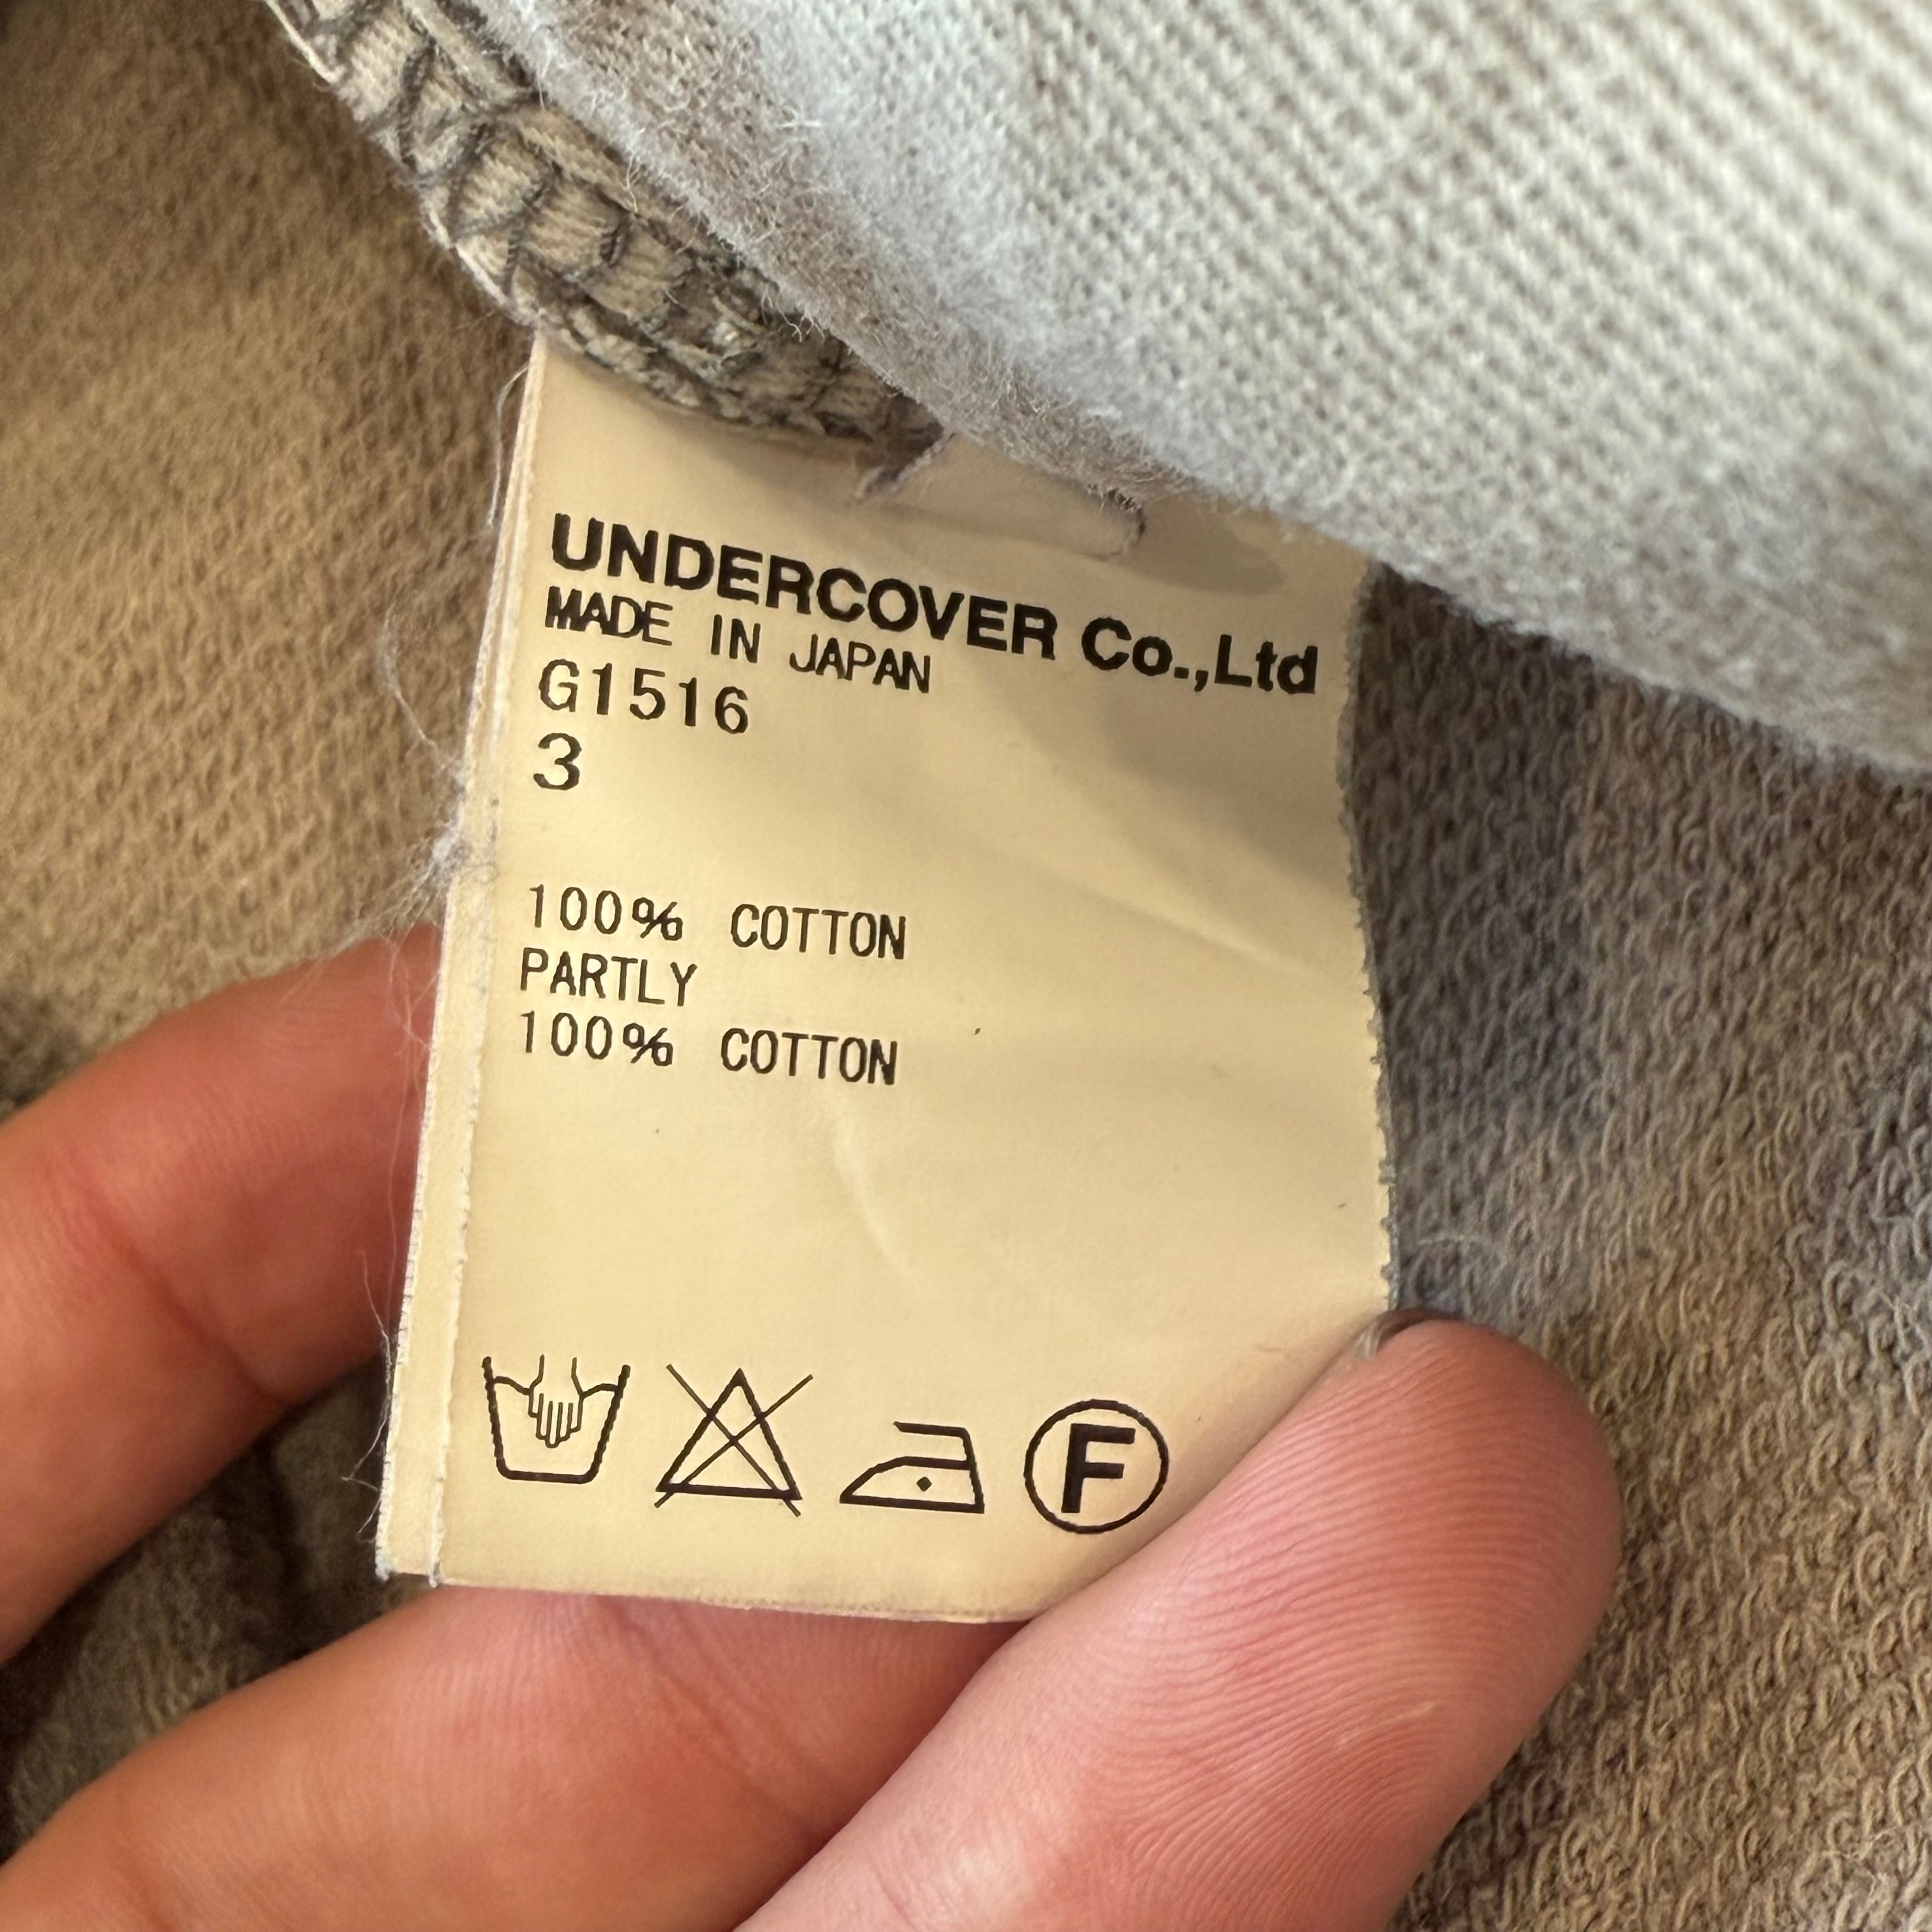 UNDERCOVER Co.,Ltd
MADE IN JAPAN
G1516
3
100% COTTON
PARTLY
100% COTTON
F